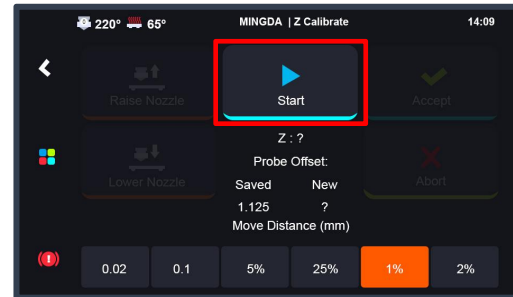 220° 65° MINGDA | Z Calibrate 14:09
Raise Nozzle Start Accept
Z : ?
Probe Offset:
Lower Nozzle Saved New Abort
1.125 ?
Move Distance (mm)
0.02 0.1 5% 25% 1% 2%